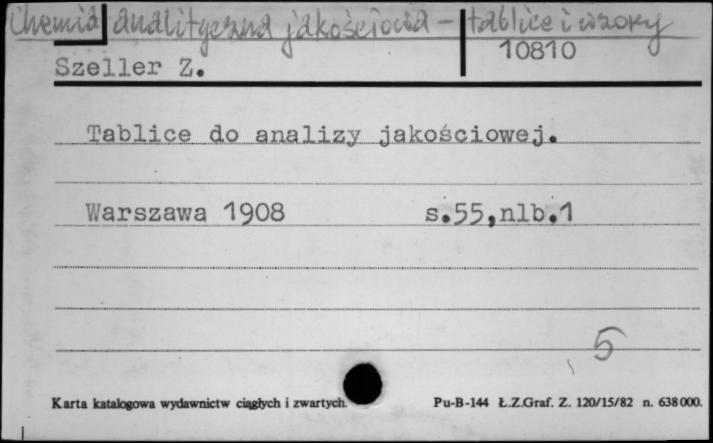 Chemia analityczna jakościowa - tablice i wzory
10810
Szeller Z.
Tablice do analizy jakościowej.
Warszawa 1908 s.55,nlb.1
5
Karta katalogowa wydawnictw ciągłych i zwartych. Pu-B-144 Ł.Z.Graf. Z. 120/15/82 n. 638000.